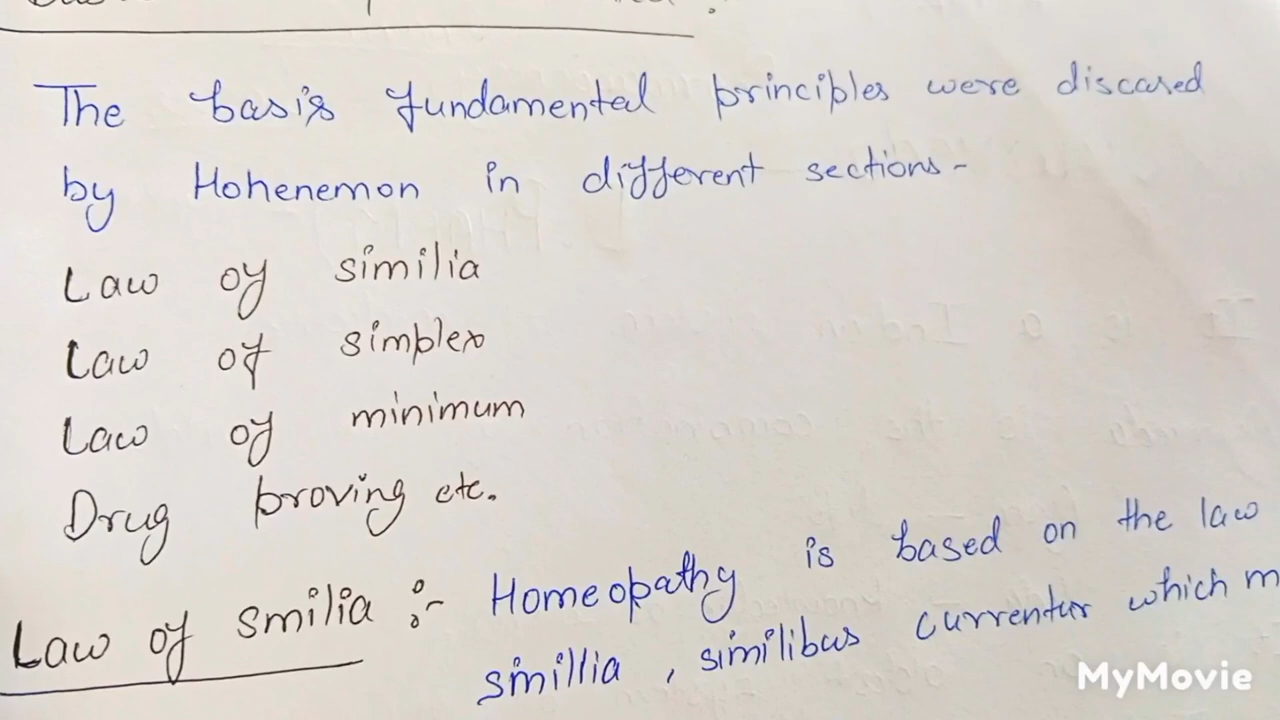 The basis fundamental principles were discased
by Hohenemon in different sections-
Law of similia
Law of simplex
Law of minimum
Drug proving etc.
Law of smilia :- Homeopathy is based on the law
smillia , similibus currentur which m
MyMovie